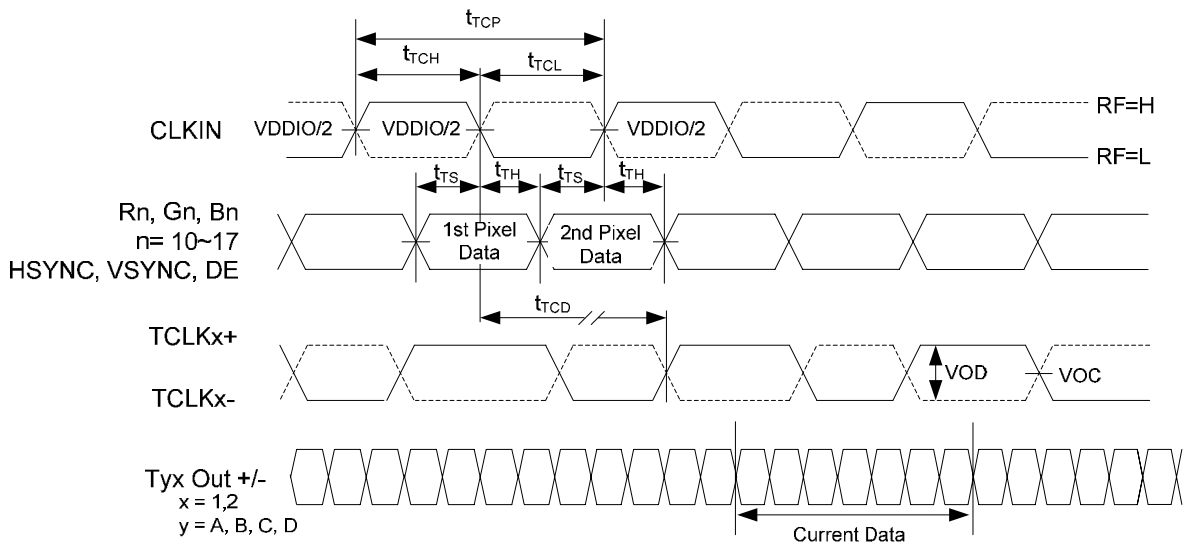 tTCP
tTCH
tTCL
CLKIN
VDDIO/2
VDDIO/2
VDDIO/2
RF=H
RF=L
tTS
tTH
tTS
tTH
Rn, Gn, Bn
n= 10~17
HSYNC, VSYNC, DE
1st Pixel
Data
2nd Pixel
Data
tTCD
TCLKx+
TCLKx-
VOD
VOC
Tyx Out +/-
x = 1,2
y = A, B, C, D
Current Data